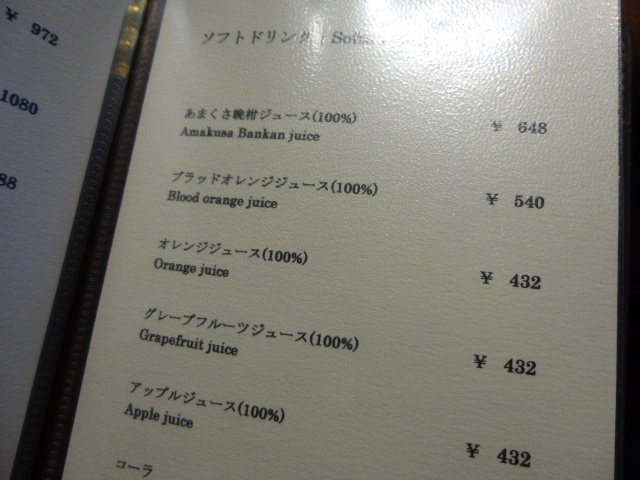 ¥ 972
1080
88
ソフトドリンク
あまくさ晩柑ジュース(100%)
Amakusa Bankan juice ¥ 648
ブラッドオレンジジュース(100%)
Blood orange juice ¥ 540
オレンジジュース(100%)
Orange juice ¥ 432
グレープフルーツジュース(100%)
Grapefruit juice ¥ 432
アップルジュース(100%)
Apple juice ¥ 432
コーラ